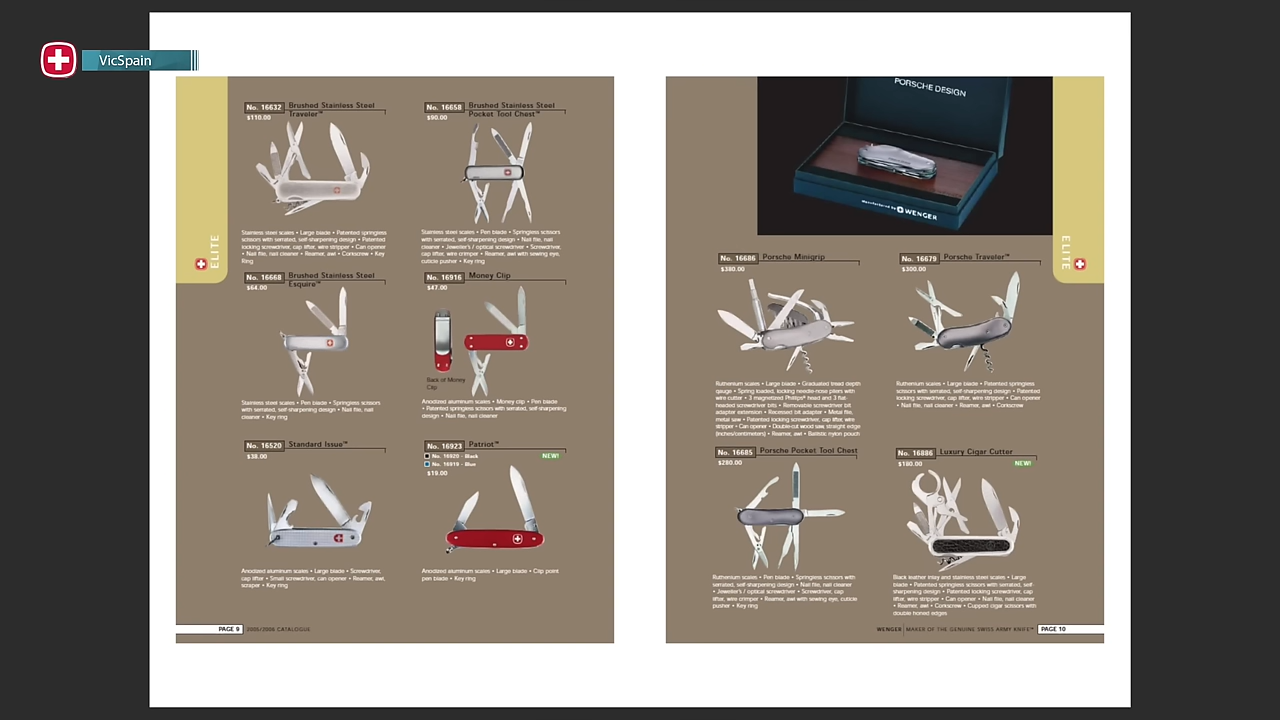 VicSpain
No. 16632
Brushed Stainless Steel
Traveler™
$110.00
Stainless steel scales • Large blade • Patented springless
scissors with serrated, self-sharpening design • Patented
locking screwdriver, cap lifter, wire stripper • Can opener
• Nail file, nail cleaner • Reamer, awl • Corkscrew • Key
Ring
No. 16658
Brushed Stainless Steel
Pocket Tool Chest™
$90.00
Stainless steel scales • Pen blade • Springless scissors
with serrated, self-sharpening design • Nail file, nail
cleaner • Jeweler's / optical screwdriver • Screwdriver,
cap lifter, wire crimper • Reamer, awl with sewing eye,
cuticle pusher • Key ring
ELITE
No. 16668
Brushed Stainless Steel
Esquire™
$64.00
Stainless steel scales • Pen blade • Springless scissors
with serrated, self-sharpening design • Nail file, nail
cleaner • Key ring
No. 16916
Money Clip
$47.00
Back of Money
Clip
Anodized aluminum scales • Money clip • Pen blade
• Patented springless scissors with serrated, self-sharpening
design • Nail file, nail cleaner
No. 16520
Standard Issue™
$38.00
Anodized aluminum scales • Large blade • Screwdriver,
cap lifter • Small screwdriver, can opener • Reamer, awl,
scraper • Key ring
No. 16923
Patriot™
No. 16920 - Black
No. 16919 - Blue
NEW!
$19.00
Anodized aluminum scales • Large blade • Clip point
pen blade • Key ring
PAGE 9
2005/2006 CATALOGUE
PORSCHE DESIGN
Manufactured by WENGER
ELITE
No. 16686
Porsche Minigrip
$380.00
Ruthenium scales • Large blade • Graduated tread depth
gauge • Spring loaded, locking needle-nose pliers with
wire cutter • 3 magnetized Phillips® head and 3 flat-
headed screwdriver bits • Removable screwdriver bit
adapter extension • Recessed bit adapter • Metal file,
metal saw • Patented locking screwdriver, cap lifter, wire
stripper • Can opener • Double-cut wood saw straight edge
(inches/centimeters) • Reamer, awl • Ballistic nylon pouch
No. 16679
Porsche Traveler™
$300.00
Ruthenium scales • Large blade • Patented springless
scissors with serrated, self-sharpening design • Patented
locking screwdriver, cap lifter, wire stripper • Can opener
• Nail file, nail cleaner • Reamer, awl • Corkscrew
No. 16685
Porsche Pocket Tool Chest
$280.00
Ruthenium scales • Pen blade • Springless scissors with
serrated, self-sharpening design • Nail file, nail cleaner
• Jeweler's / optical screwdriver • Screwdriver, cap
lifter, wire crimper • Reamer, awl with sewing eye, cuticle
pusher • Key ring
No. 16886
Luxury Cigar Cutter
$180.00
NEW!
Black leather inlay and stainless steel scales • Large
blade • Patented springless scissors with serrated, self-
sharpening design • Patented locking screwdriver, cap
lifter, wire stripper • Can opener • Nail file, nail cleaner
• Reamer, awl • Corkscrew • Cupped cigar scissors with
double honed edges
WENGER MAKER OF THE GENUINE SWISS ARMY KNIFE™
PAGE 10